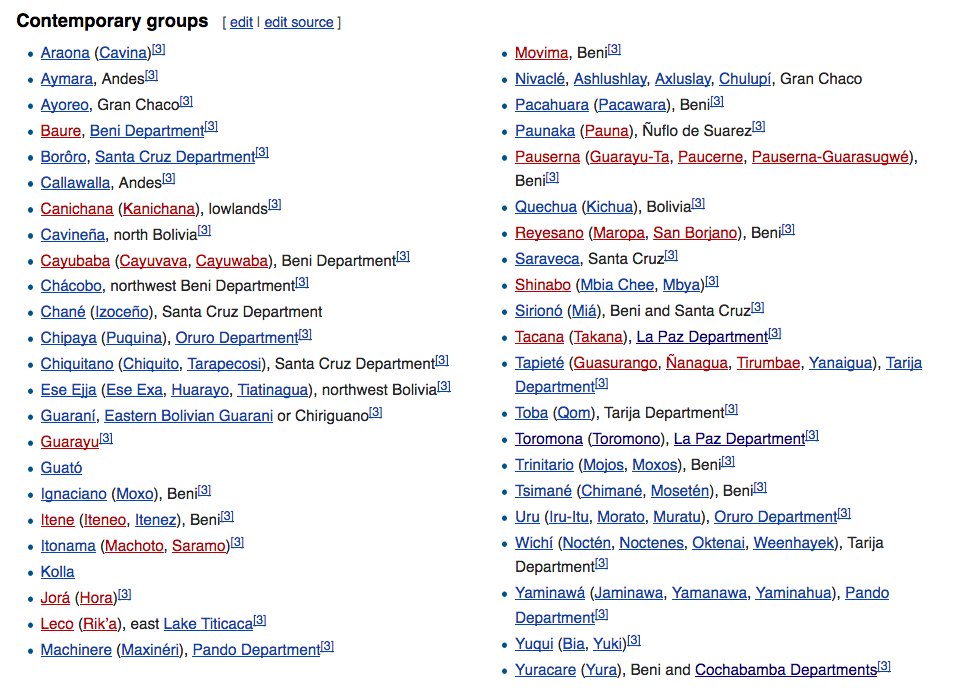 Contemporary groups [ edit | edit source ]
• Araona (Cavina)[3]
• Aymara, Andes[3]
• Ayoreo, Gran Chaco[3]
• Baure, Beni Department[3]
• Borôro, Santa Cruz Department[3]
• Callawalla, Andes[3]
• Canichana (Kanichana), lowlands[3]
• Cavineña, north Bolivia[3]
• Cayubaba (Cayuvava, Cayuwaba), Beni Department[3]
• Chácobo, northwest Beni Department[3]
• Chané (Izoceño), Santa Cruz Department
• Chipaya (Puquina), Oruro Department[3]
• Chiquitano (Chiquito, Tarapecosi), Santa Cruz Department[3]
• Ese Ejja (Ese Exa, Huarayo, Tiatinagua), northwest Bolivia[3]
• Guaraní, Eastern Bolivian Guarani or Chiriguano[3]
• Guarayu[3]
• Guató
• Ignaciano (Moxo), Beni[3]
• Itene (Iteneo, Itenez), Beni[3]
• Itonama (Machoto, Saramo)[3]
• Kolla
• Jorá (Hora)[3]
• Leco (Rik’a), east Lake Titicaca[3]
• Machinere (Maxinéri), Pando Department[3]
• Movima, Beni[3]
• Nivaclé, Ashlushlay, Axluslay, Chulupí, Gran Chaco
• Pacahuara (Pacawara), Beni[3]
• Paunaka (Pauna), Ñuflo de Suarez[3]
• Pauserna (Guarayu-Ta, Paucerne, Pauserna-Guarasugwé),
Beni[3]
• Quechua (Kichua), Bolivia[3]
• Reyesano (Maropa, San Borjano), Beni[3]
• Saraveca, Santa Cruz[3]
• Shinabo (Mbia Chee, Mbya)[3]
• Sirionó (Miá), Beni and Santa Cruz[3]
• Tacana (Takana), La Paz Department[3]
• Tapieté (Guasurango, Ñanagua, Tirumbae, Yanaigua), Tarija
Department[3]
• Toba (Qom), Tarija Department[3]
• Toromona (Toromono), La Paz Department[3]
• Trinitario (Mojos, Moxos), Beni[3]
• Tsimané (Chimané, Mosetén), Beni[3]
• Uru (Iru-Itu, Morato, Muratu), Oruro Department[3]
• Wichí (Noctén, Noctenes, Oktenai, Weenhayek), Tarija
Department[3]
• Yaminawá (Jaminawa, Yamanawa, Yaminahua), Pando
Department[3]
• Yuqui (Bia, Yuki)[3]
• Yuracare (Yura), Beni and Cochabamba Departments[3]